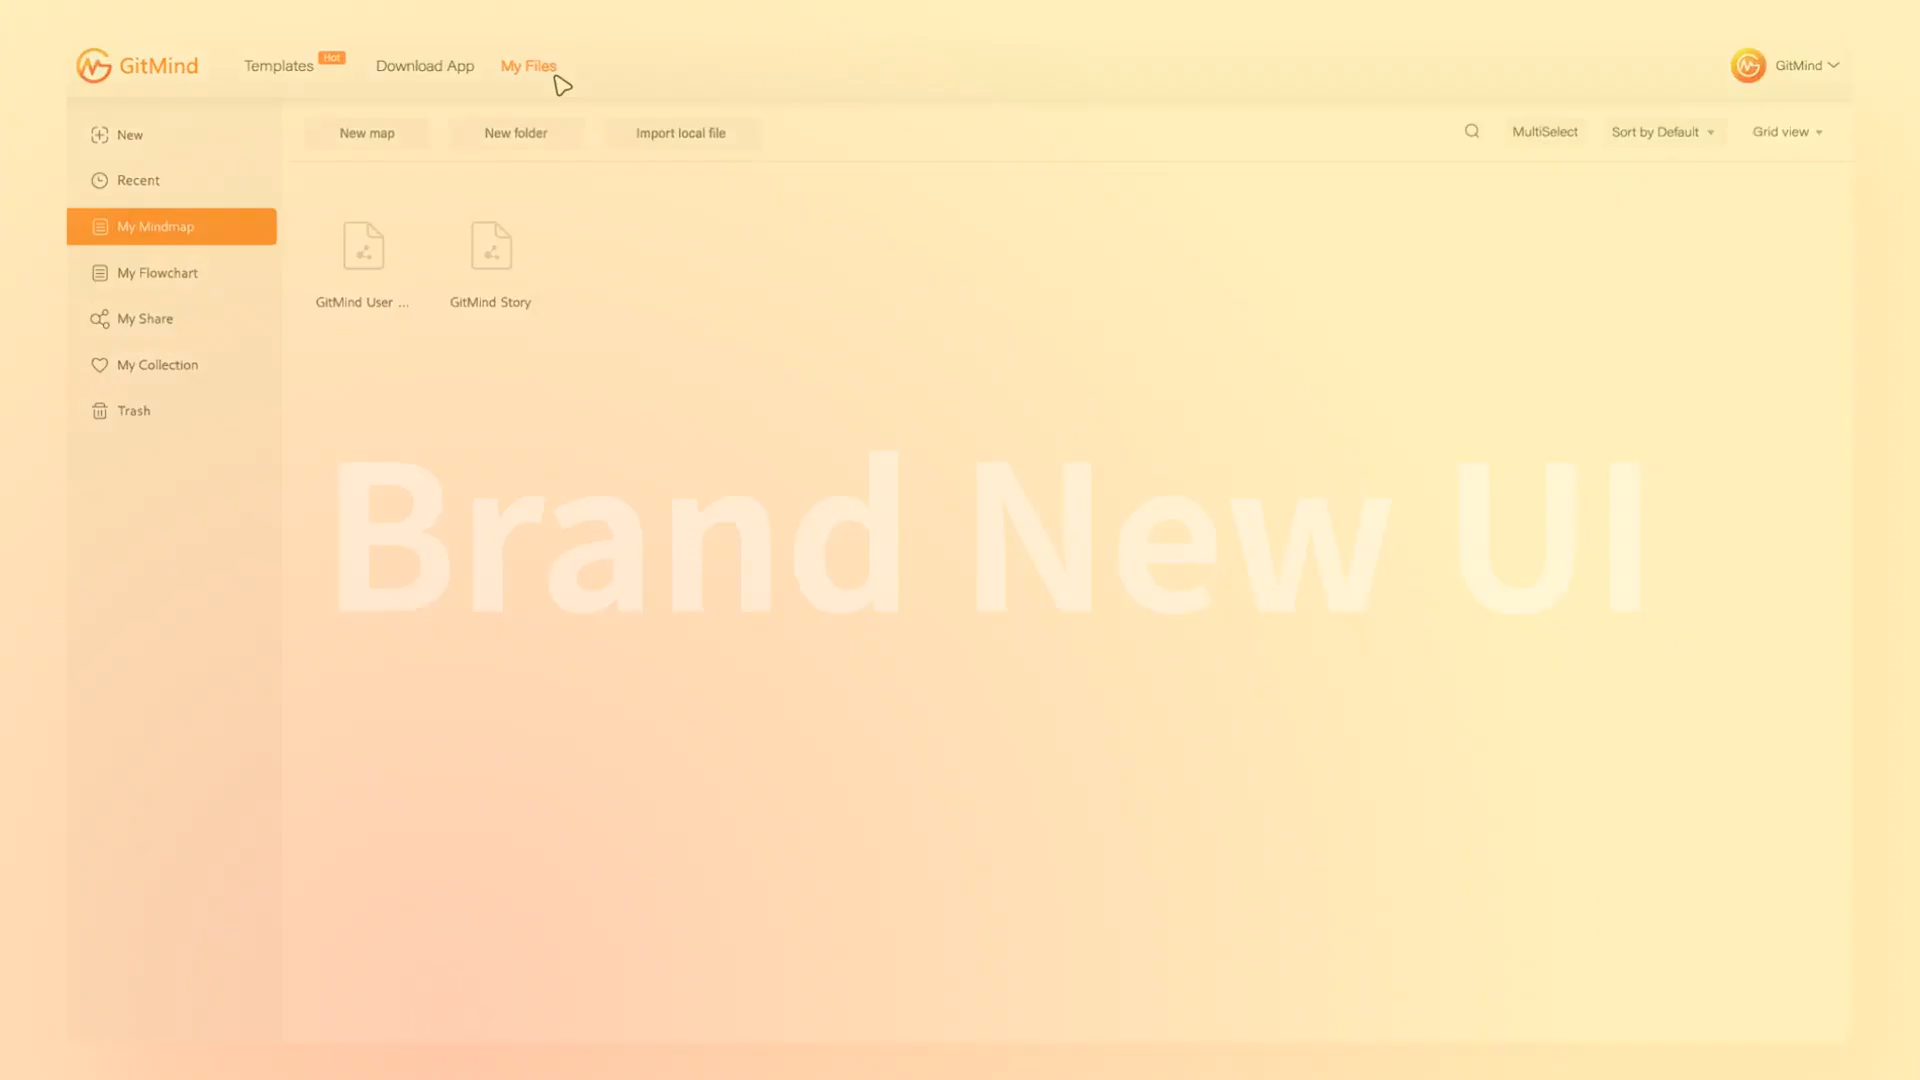 GitMind Templates Hot Download App My Files GitMind
New
Recent
My Mindmap
My Flowchart
My Share
My Collection
Trash
New map New folder Import local file MultiSelect Sort by Default Grid view
GitMind User ... GitMind Story
Brand New UI